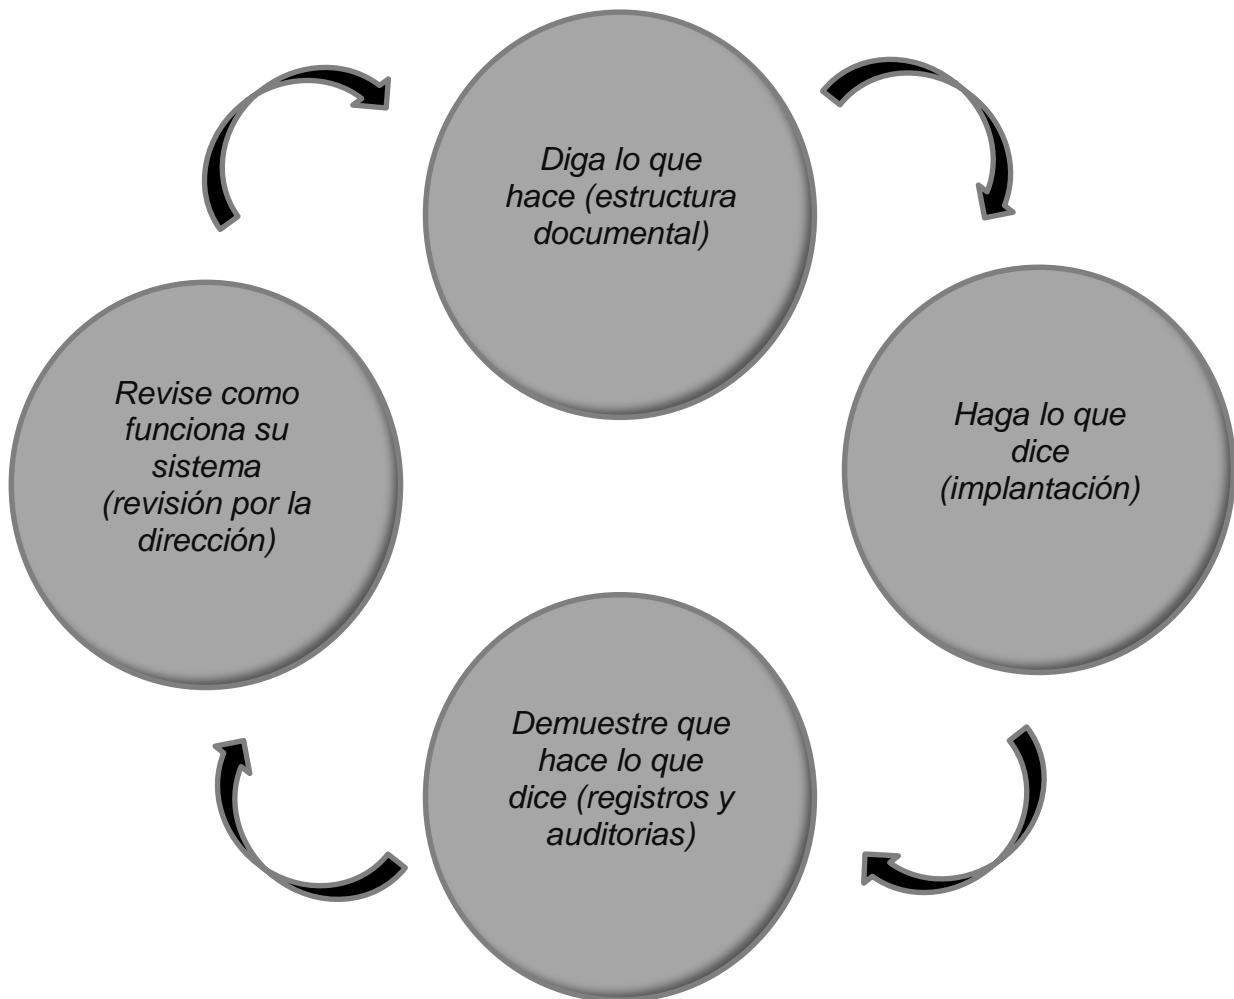 Diga lo que
hace (estructura
documental)
Haga lo que
dice
(implantación)
Demuestre que
hace lo que
dice (registros y
auditorias)
Revise como
funciona su
sistema
(revisión por la
dirección)